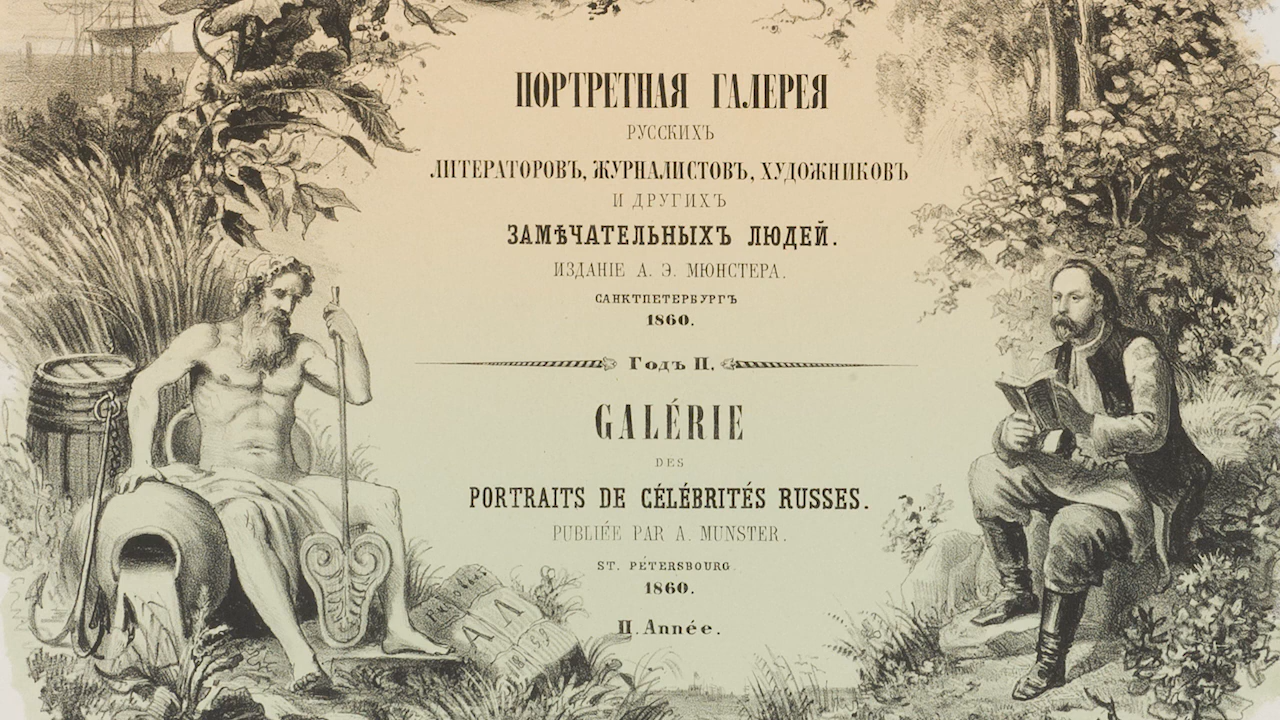 ПОРТРЕТНАЯ ГАЛЕРЕЯ
РУССКИХЪ
ЛИТЕРАТОРОВЪ, ЖУРНАЛИСТОВЪ, ХУДОЖНИКОВЪ
И ДРУГИХЪ
ЗАМѢЧАТЕЛЬНЫХЪ ЛЮДЕЙ.
ИЗДАНІЕ А. Э. МЮНСТЕРА.
САНКТПЕТЕРБУРГЪ
1860.
Годъ II.
GALÉRIE
DES
PORTRAITS DE CÉLÉBRITÉS RUSSES.
PUBLIÉE PAR A. MUNSTER.
ST. PÉTERSBOURG
1860.
II. Année.